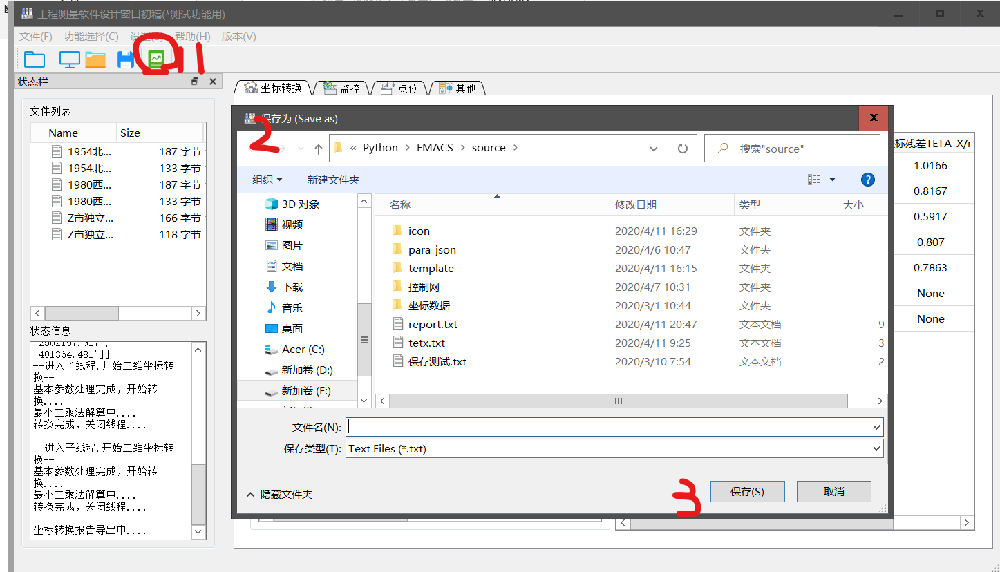 工程测量软件设计窗口初稿(*测试功能用)
文件(F) 功能选择(C) 设置(S) 帮助(H) 版本(V)
1
状态栏
坐标转换 监控 点位 其他
文件列表
Name Size
1954北... 187 字节
1954北... 133 字节
1980西... 187 字节
1980西... 133 字节
Z市独立... 166 字节
Z市独立... 118 字节
状态信息
2502197.917',
'401364.481']]
--进入子线程,开始二维坐标转
换--
基本参数处理完成，开始转
换....
最小二乘法解算中....
转换完成，关闭线程....
--进入子线程,开始二维坐标转
换--
基本参数处理完成，开始转
换....
最小二乘法解算中....
转换完成，关闭线程....
坐标转换报告导出中....
保存为 (Save as)
2
« Python › EMACS › source ›
搜索"source"
组织 新建文件夹
3D 对象
视频
图片
文档
下载
音乐
桌面
Acer (C:)
新加卷 (D:)
新加卷 (E:)
名称 修改日期 类型 大小
icon 2020/4/11 16:29 文件夹
para_json 2020/4/6 10:47 文件夹
template 2020/4/11 16:15 文件夹
控制网 2020/4/7 10:31 文件夹
坐标数据 2020/3/1 10:44 文件夹
report.txt 2020/4/11 20:47 文本文档 9
tetx.txt 2020/4/11 9:25 文本文档 3
保存测试.txt 2020/3/10 7:54 文本文档 2
文件名(N):
保存类型(T): Text Files (*.txt)
隐藏文件夹
3
保存(S) 取消
标残差TETA X/r
1.0166
0.8167
0.5917
0.807
0.7863
None
None